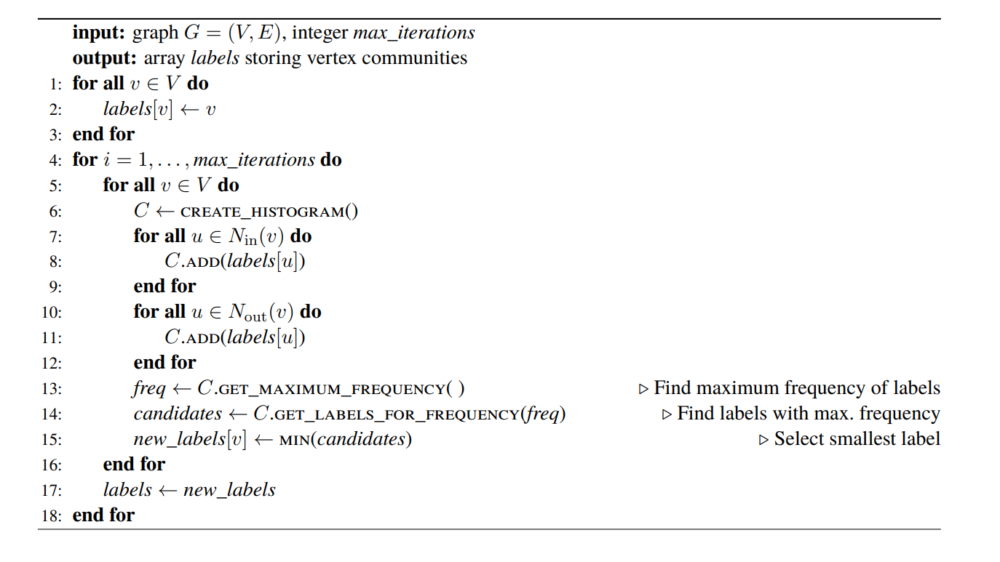 input: graph G = (V, E), integer max_iterations
output: array labels storing vertex communities
1: for all v ∈ V do
2: labels[v] ← v
3: end for
4: for i = 1, . . . , max_iterations do
5: for all v ∈ V do
6: C ← CREATE_HISTOGRAM()
7: for all u ∈ Nin(v) do
8: C.ADD(labels[u])
9: end for
10: for all u ∈ Nout(v) do
11: C.ADD(labels[u])
12: end for
13: freq ← C.GET_MAXIMUM_FREQUENCY( ) ▷ Find maximum frequency of labels
14: candidates ← C.GET_LABELS_FOR_FREQUENCY(freq) ▷ Find labels with max. frequency
15: new_labels[v] ← MIN(candidates) ▷ Select smallest label
16: end for
17: labels ← new_labels
18: end for